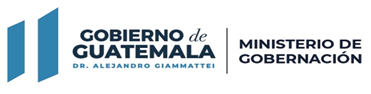 GOBIERNO de
GUATEMALA
DR. ALEJANDRO GIAMMATTEI
MINISTERIO DE
GOBERNACIÓN